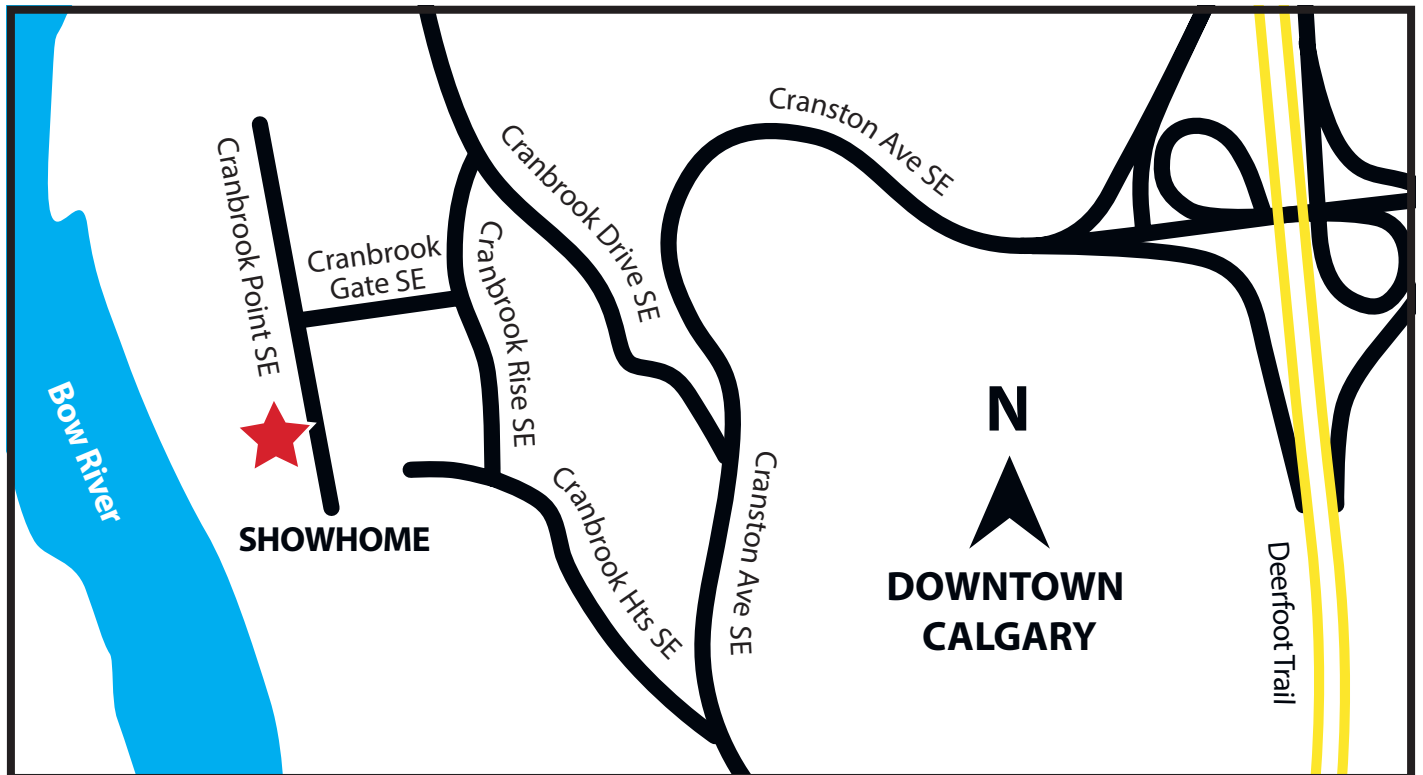 Cranston Ave SE
Cranbrook Drive SE
Cranbrook Point SE
Cranbrook
Gate SE
Cranbrook Rise SE
Bow River
SHOWHOME
Cranbrook Hts SE
Cranston Ave SE
N
DOWNTOWN
CALGARY
Deerfoot Trail